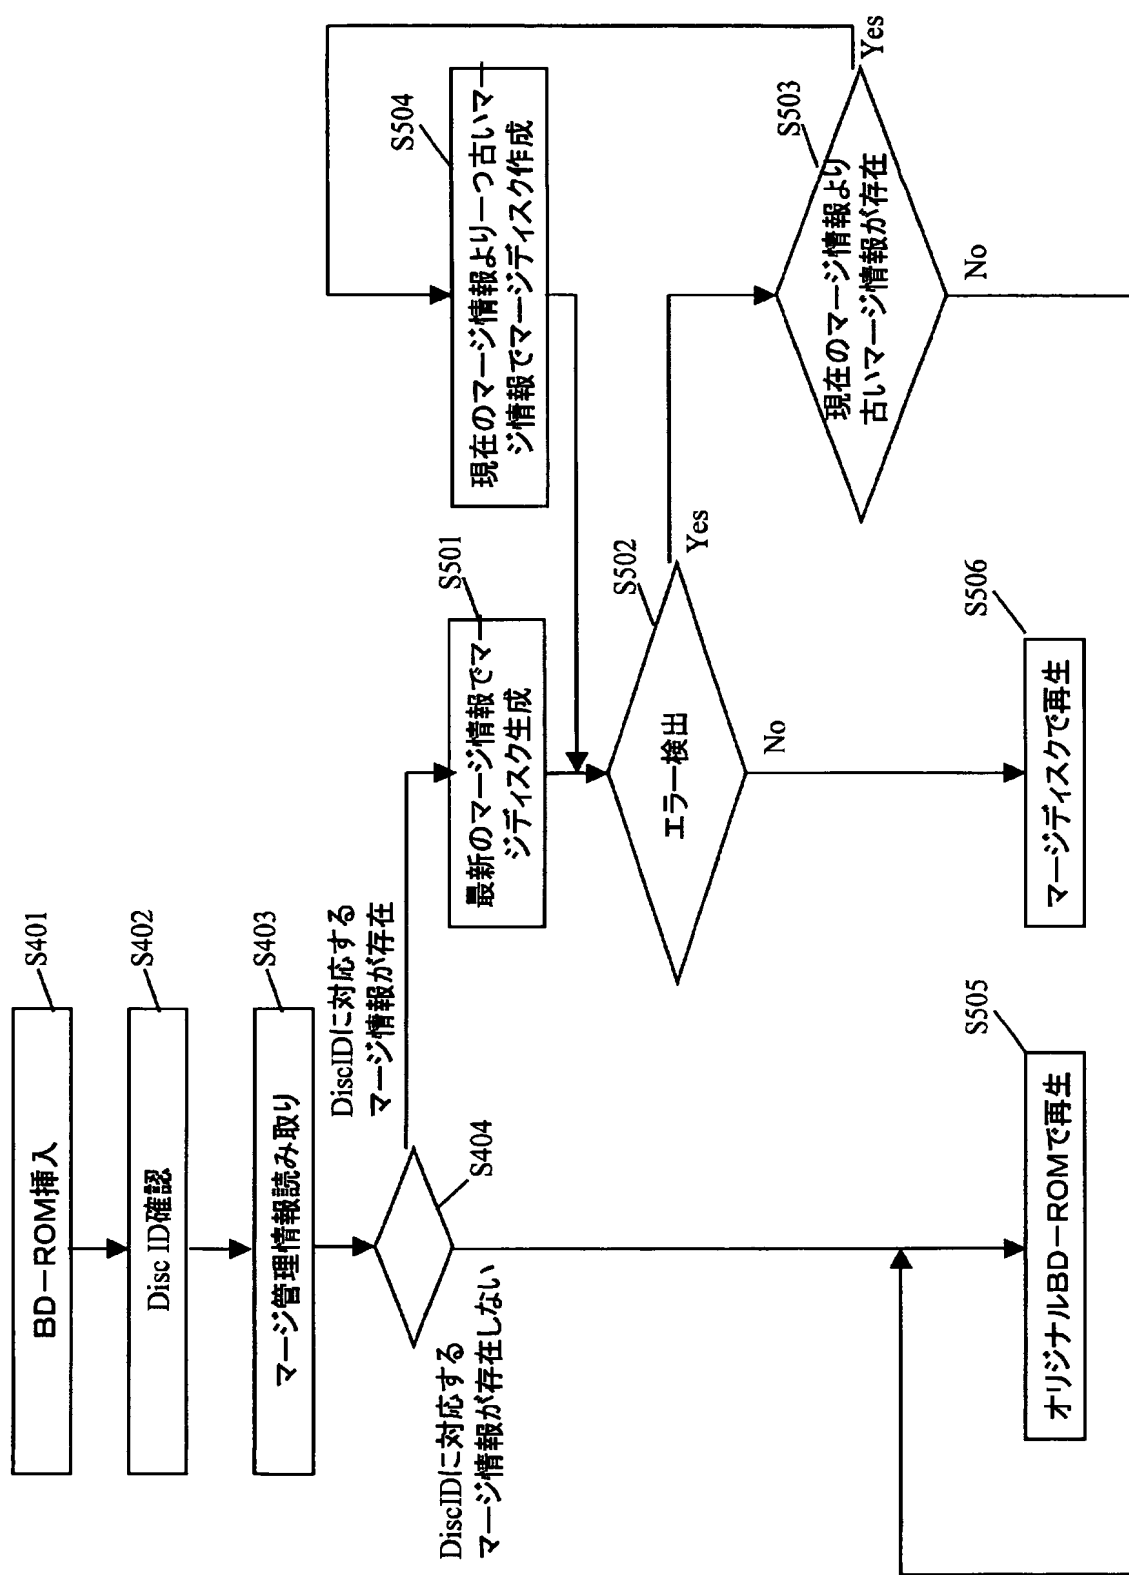 BD－ROM挿入
S401
Disc ID確認
S402
マージ管理情報読み取り
S403
S404
DiscIDに対応する
マージ情報が存在
DiscIDに対応する
マージ情報が存在しない
最新のマージ情報でマー
ジディスク生成
S501
現在のマージ情報より一つ古いマー
ジ情報でマージディスク作成
S504
エラー検出
S502
Yes
No
現在のマージ情報より
古いマージ情報が存在
S503
Yes
No
オリジナルBD－ROMで再生
S505
マージディスクで再生
S506